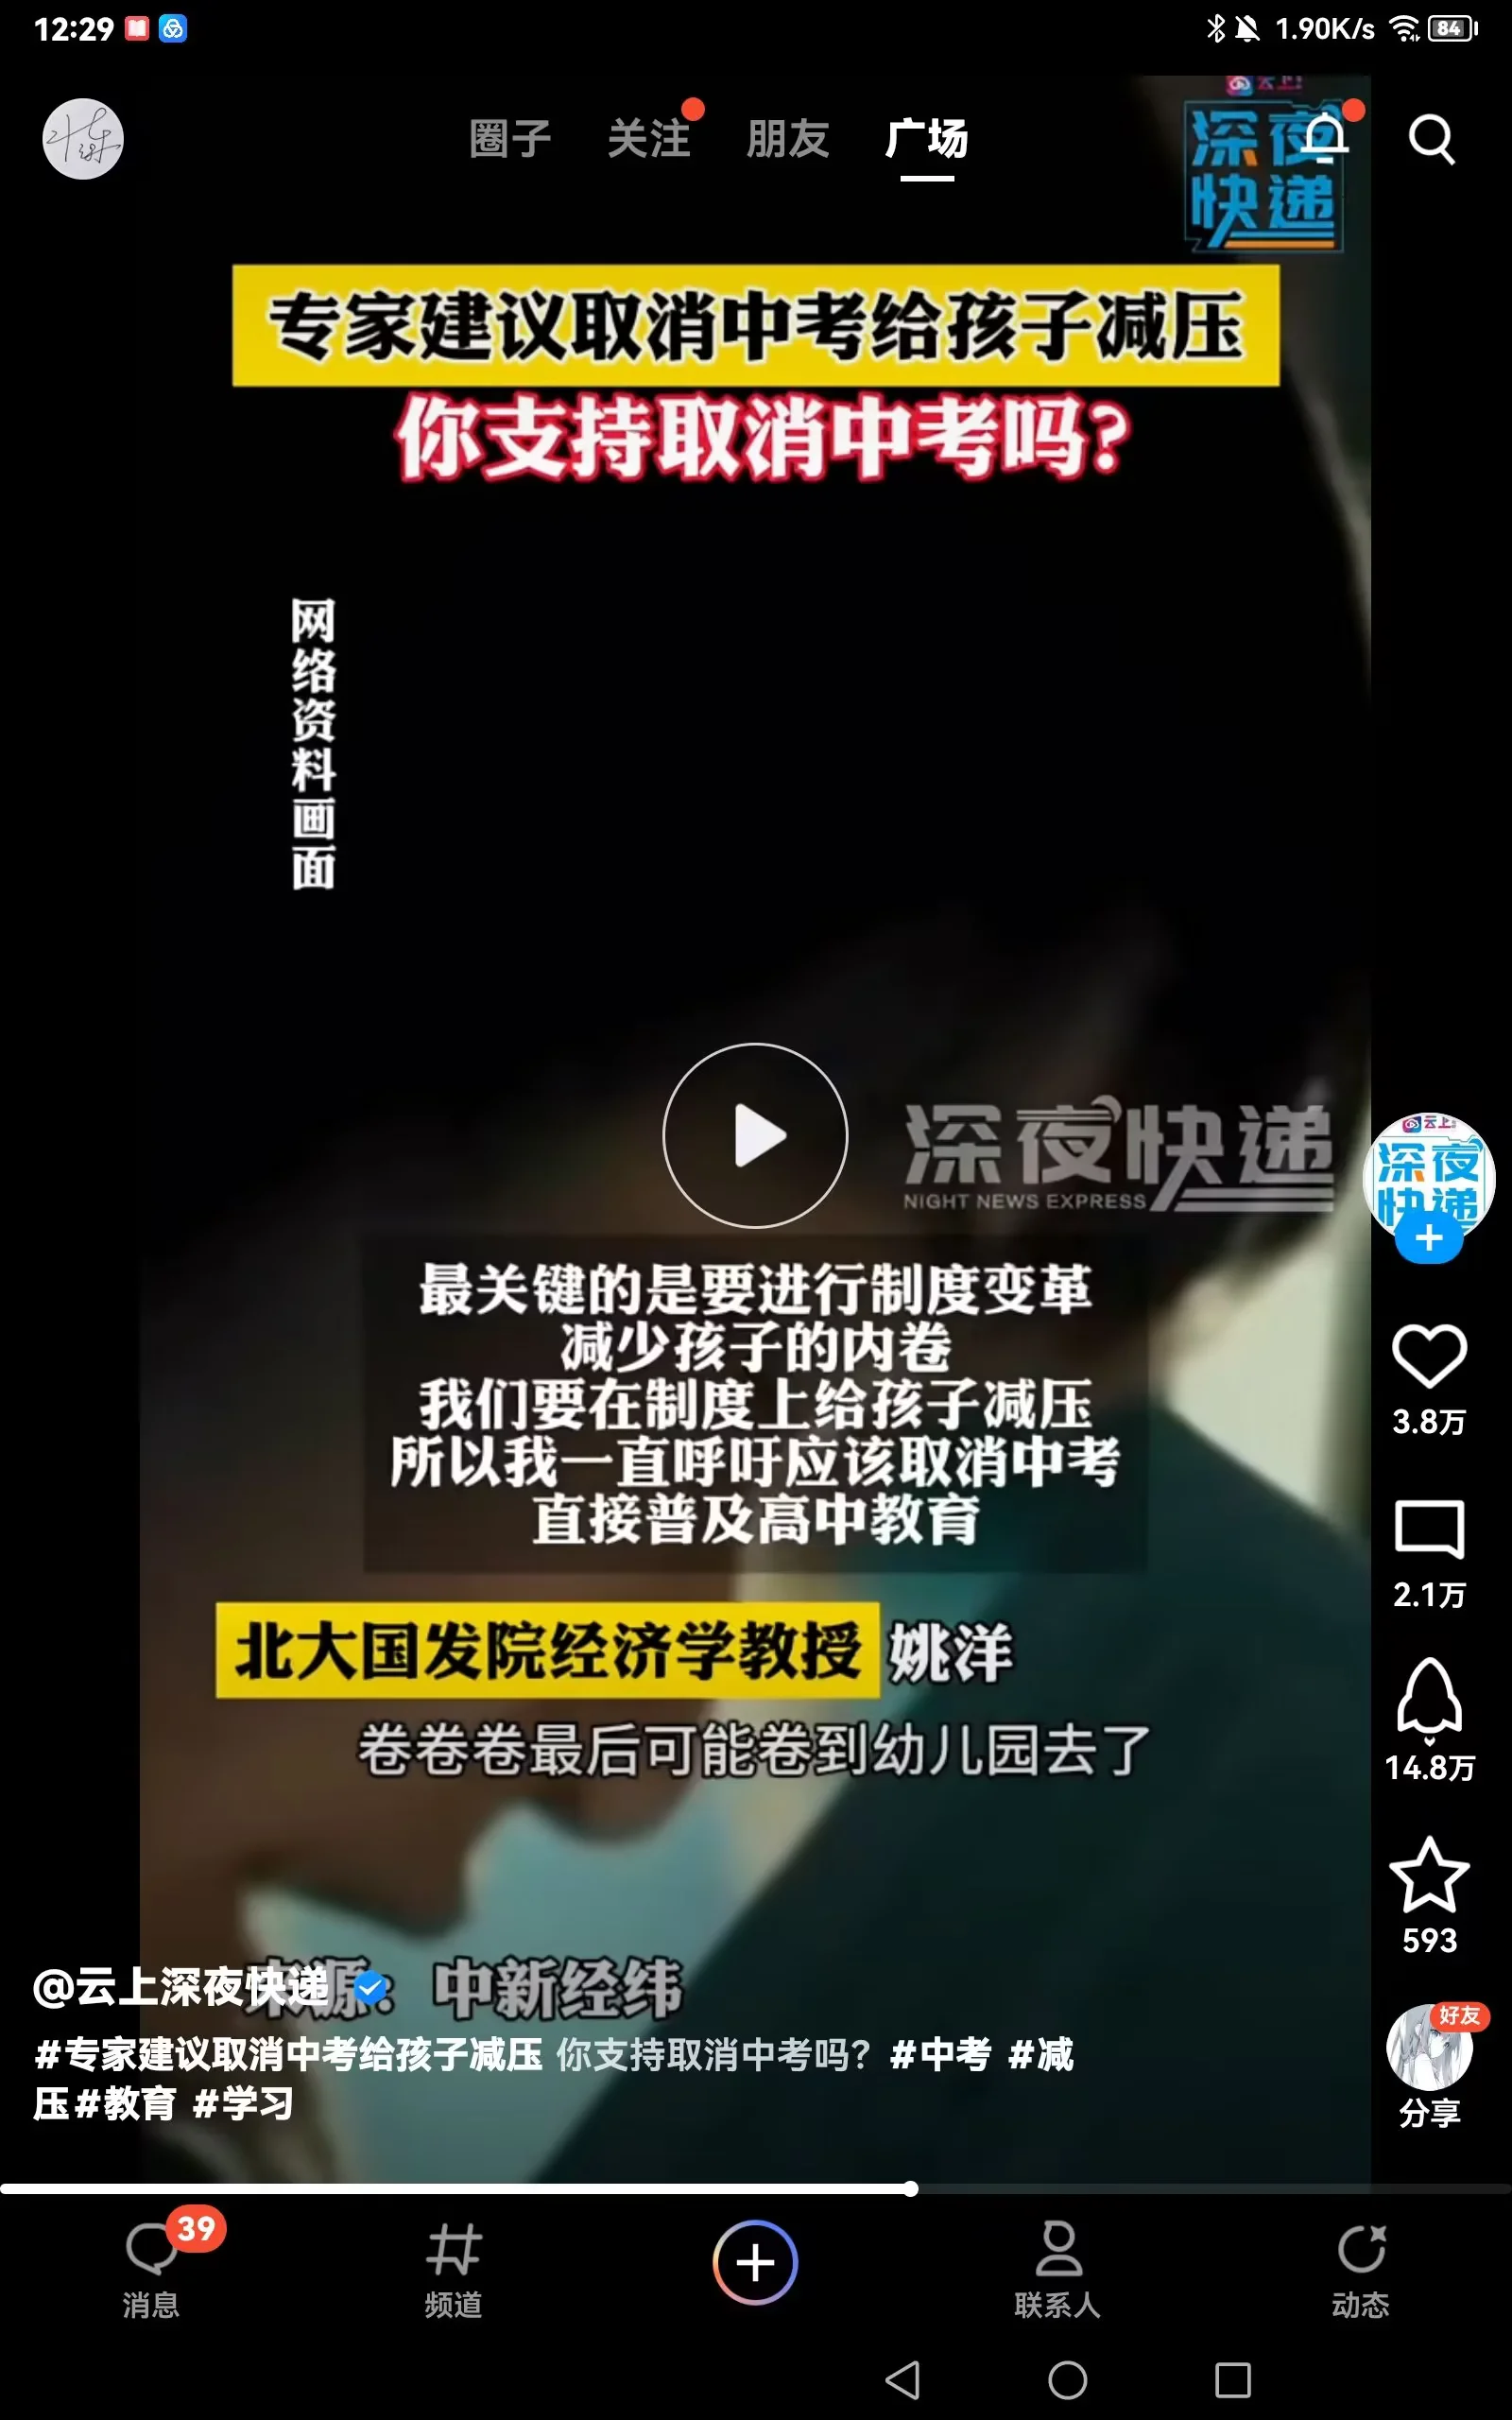 12:29
1.90K/s
84
圈子 关注 朋友 广场
云上
深夜
快递
专家建议取消中考给孩子减压
你支持取消中考吗?
网络资料画面
深夜快递
NIGHT NEWS EXPRESS
云上
深夜
快递
最关键的是要进行制度变革
减少孩子的内卷
我们要在制度上给孩子减压
所以我一直呼吁应该取消中考
直接普及高中教育
北大国发院经济学教授 姚洋
卷卷卷最后可能卷到幼儿园去了
3.8万
2.1万
14.8万
593
好友
分享
来源：中新经纬
@云上深夜快递
#专家建议取消中考给孩子减压 你支持取消中考吗？#中考 #减
压#教育 #学习
39
消息 频道 联系人 动态